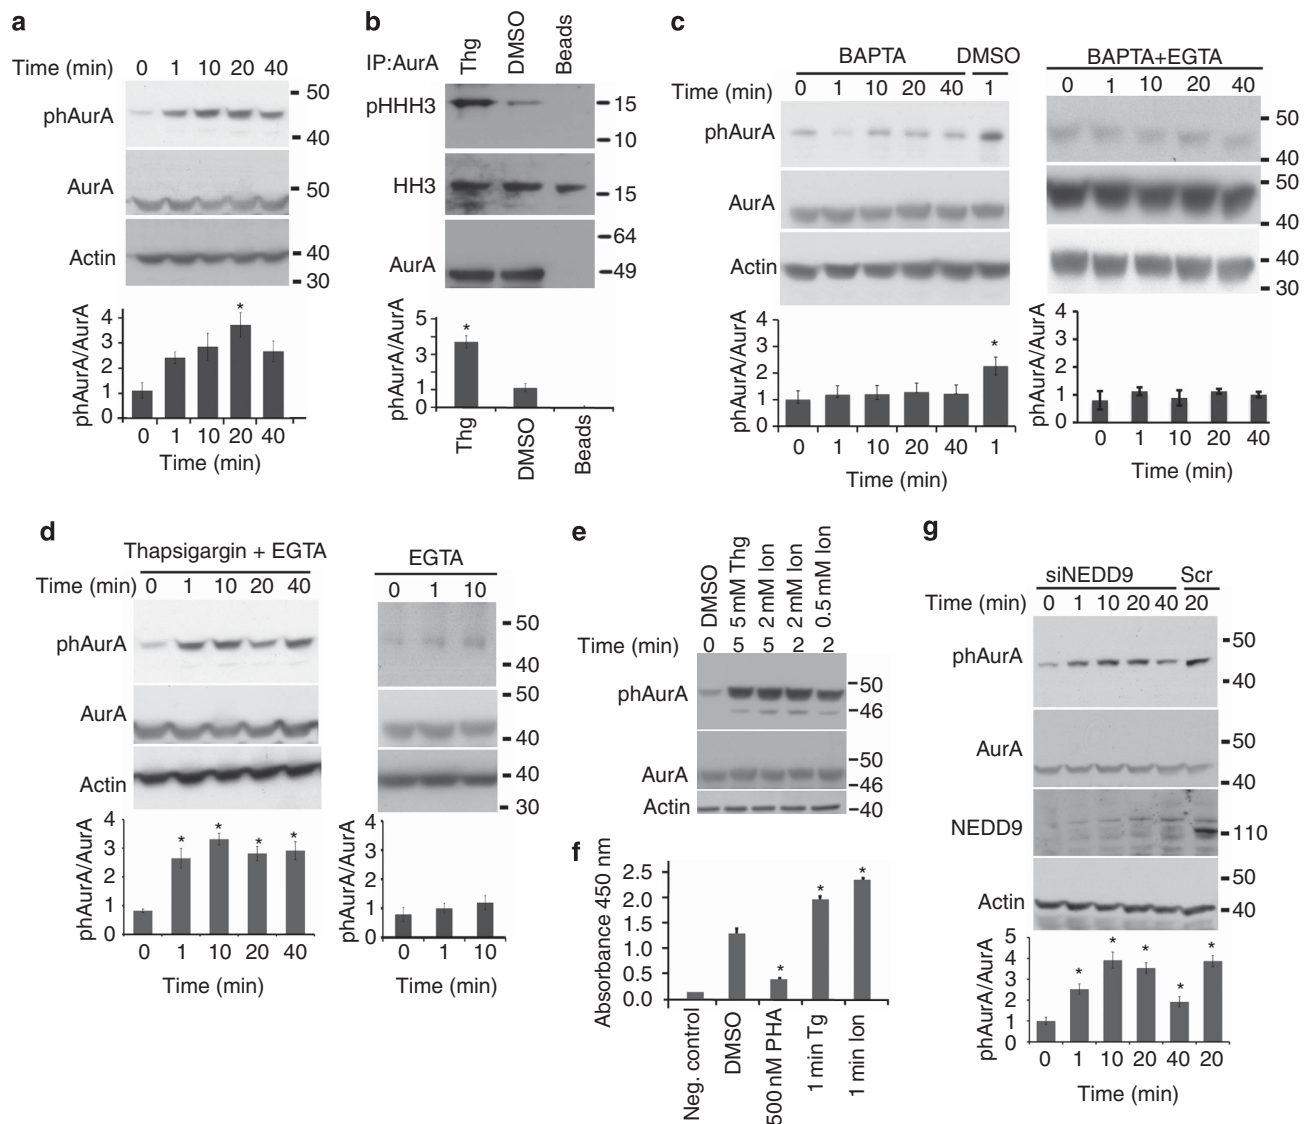 a
Time (min) 0 1 10 20 40
phAurA
50
40
AurA
50
Actin
40
30
phAurA/AurA
4
3
2
1
0
*
0 1 10 20 40
Time (min)
b
IP:AurA
Thg
DMSO
Beads
pHHH3
15
10
HH3
15
AurA
64
49
phAurA/AurA
5
3
1
0
*
Thg
DMSO
Beads
c
BAPTA DMSO
Time (min) 0 1 10 20 40 1
phAurA
AurA
Actin
phAurA/AurA
4
3
2
1
0
*
0 1 10 20 40 1
Time (min)
BAPTA+EGTA
0 1 10 20 40
50
40
50
40
40
30
phAurA/AurA
4
3
2
1
0
0 1 10 20 40
Time (min)
d
Thapsigargin + EGTA
Time (min) 0 1 10 20 40
phAurA
AurA
Actin
phAurA/AurA
4
3
2
1
0
* * * *
0 1 10 20 40
Time (min)
EGTA
0 1 10
50
40
50
40
40
30
phAurA/AurA
4
3
2
1
0
0 1 10
Time (min)
e
DMSO
5 mM Thg
2 mM Ion
2 mM Ion
0.5 mM Ion
Time (min) 0 5 5 2 2
phAurA
50
46
AurA
50
46
Actin
40
f
Absorbance 450 nm
2.5
2.0
1.5
1.0
0.5
0.0
* * *
Neg. control
DMSO
500 nM PHA
1 min Tg
1 min Ion
g
siNEDD9 Scr
Time (min) 0 1 10 20 40 20
phAurA
50
40
AurA
50
40
NEDD9
110
Actin
50
40
phAurA/AurA
5
4
3
2
1
0
* * * * *
0 1 10 20 40 20
Time (min)